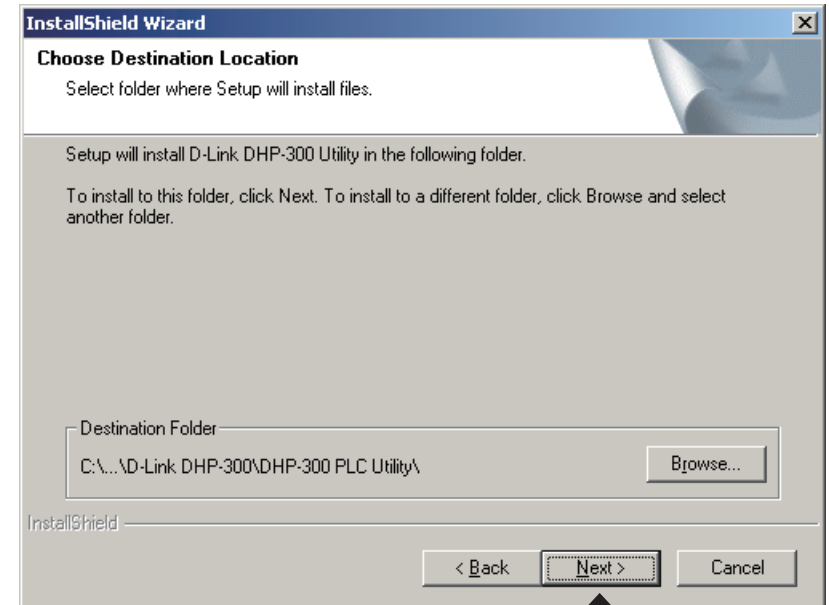 InstallShield Wizard
Choose Destination Location
Select folder where Setup will install files.
Setup will install D-Link DHP-300 Utility in the following folder.
To install to this folder, click Next. To install to a different folder, click Browse and select
another folder.
Destination Folder
C:\...\D-Link DHP-300\DHP-300 PLC Utility\
Browse...
InstallShield
< Back
Next >
Cancel